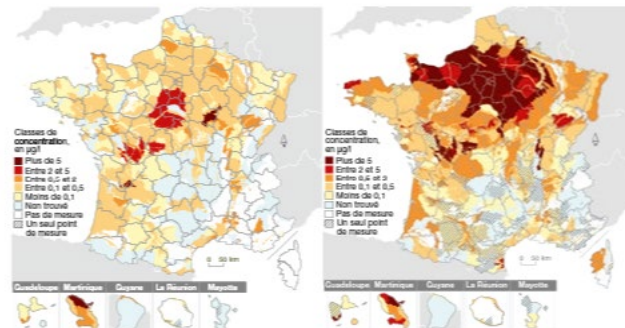 Classes de
concentration,
en µg/l
Plus de 5
Entre 2 et 5
Entre 0,5 et 2
Entre 0,1 et 0,5
Moins de 0,1
Non trouvé
Pas de mesure
Un seul point
de mesure
0 50 km
Guadeloupe Martinique Guyane La Réunion Mayotte
Classes de
concentration,
en µg/l
Plus de 5
Entre 2 et 5
Entre 0,5 et 2
Entre 0,1 et 0,5
Moins de 0,1
Non trouvé
Pas de mesure
Un seul point
de mesure
0 50 km
Guadeloupe Martinique Guyane La Réunion Mayotte